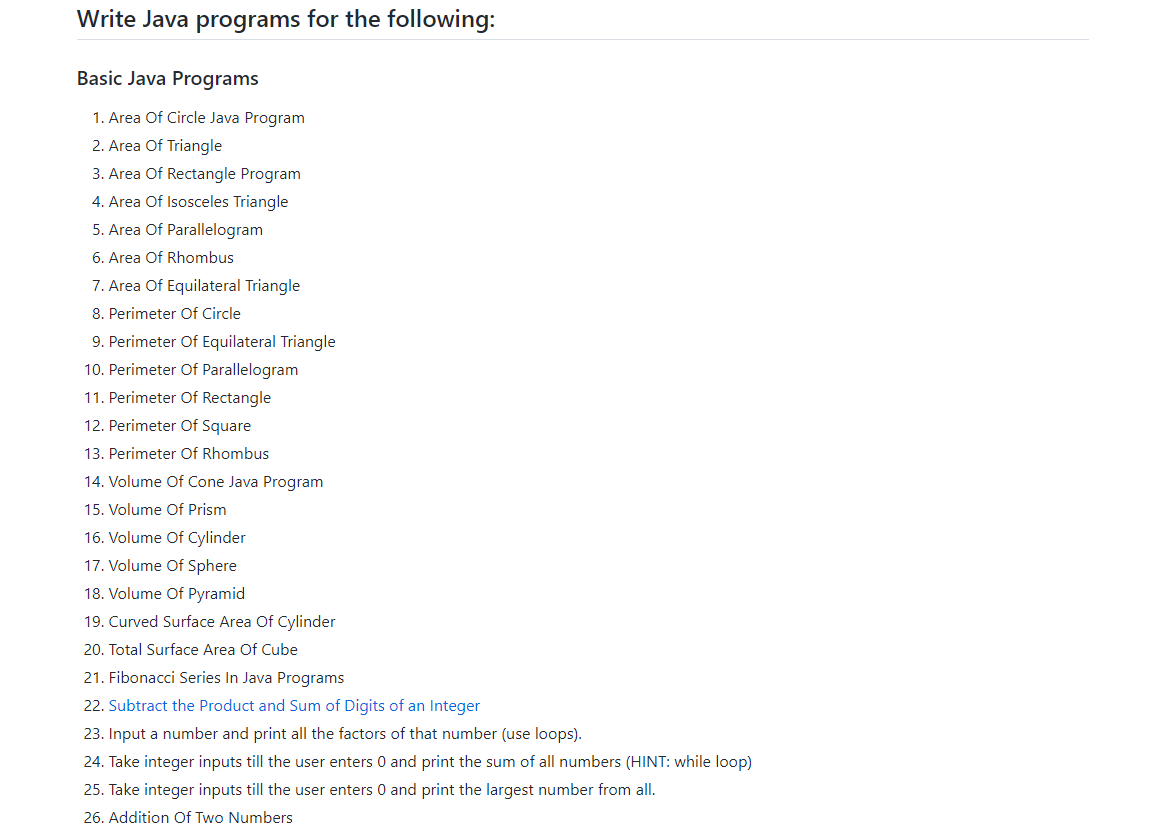 Write Java programs for the following:
Basic Java Programs
1. Area Of Circle Java Program
2. Area Of Triangle
3. Area Of Rectangle Program
4. Area Of Isosceles Triangle
5. Area Of Parallelogram
6. Area Of Rhombus
7. Area Of Equilateral Triangle
8. Perimeter Of Circle
9. Perimeter Of Equilateral Triangle
10. Perimeter Of Parallelogram
11. Perimeter Of Rectangle
12. Perimeter Of Square
13. Perimeter Of Rhombus
14. Volume Of Cone Java Program
15. Volume Of Prism
16. Volume Of Cylinder
17. Volume Of Sphere
18. Volume Of Pyramid
19. Curved Surface Area Of Cylinder
20. Total Surface Area Of Cube
21. Fibonacci Series In Java Programs
22. Subtract the Product and Sum of Digits of an Integer
23. Input a number and print all the factors of that number (use loops).
24. Take integer inputs till the user enters 0 and print the sum of all numbers (HINT: while loop)
25. Take integer inputs till the user enters 0 and print the largest number from all.
26. Addition Of Two Numbers